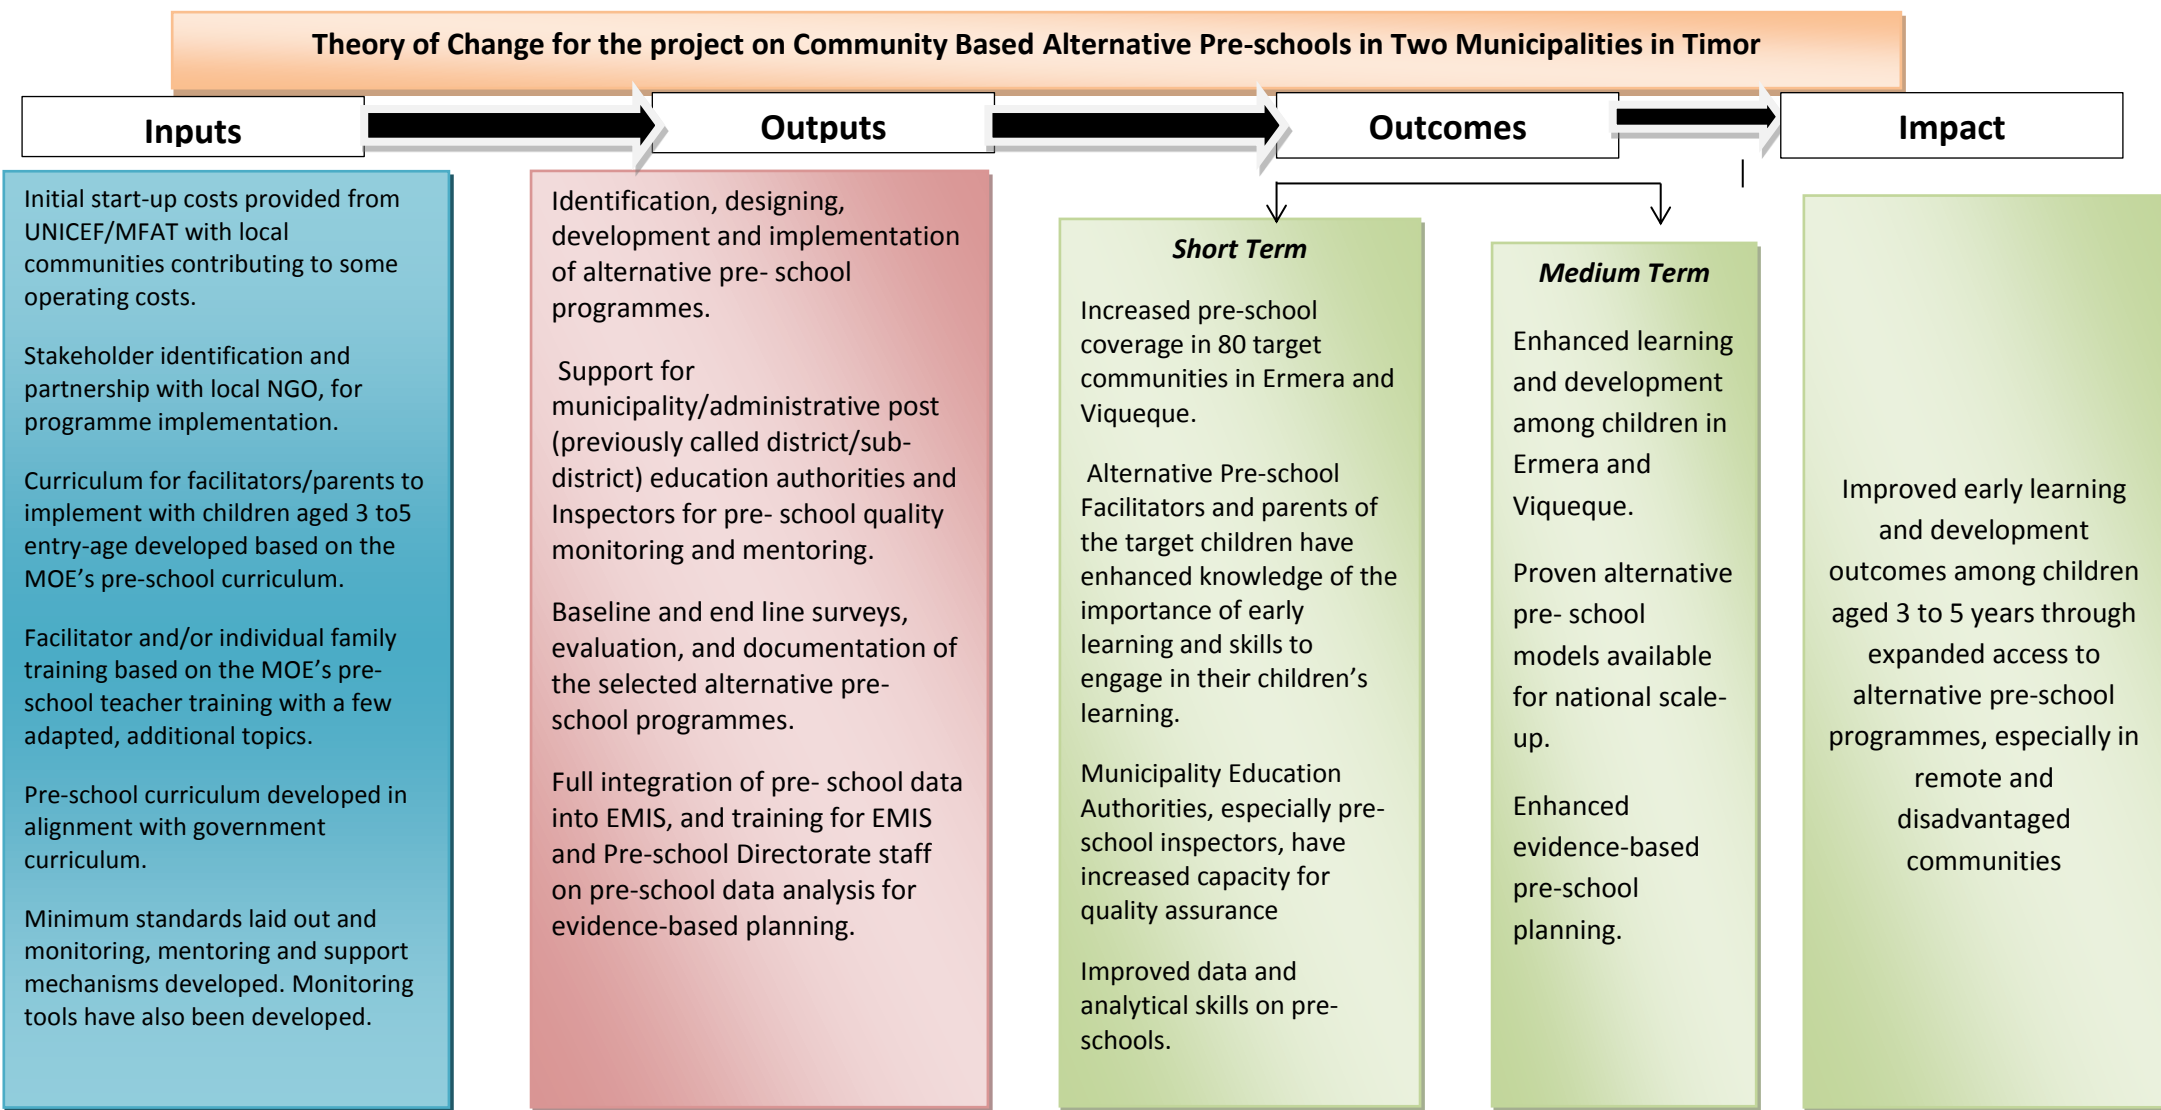 Theory of Change for the project on Community Based Alternative Pre-schools in Two Municipalities in Timor
Inputs
Outputs
Outcomes
Impact
Initial start-up costs provided from
UNICEF/MFAT with local
communities contributing to some
operating costs.
Stakeholder identification and
partnership with local NGO, for
programme implementation.
Curriculum for facilitators/parents to
implement with children aged 3 to5
entry-age developed based on the
MOE's pre-school curriculum.
Facilitator and/or individual family
training based on the MOE's pre-
school teacher training with a few
adapted, additional topics.
Pre-school curriculum developed in
alignment with government
curriculum.
Minimum standards laid out and
monitoring, mentoring and support
mechanisms developed. Monitoring
tools have also been developed.
Identification, designing,
development and implementation
of alternative pre- school
programmes.
Support for
municipality/administrative post
(previously called district/sub-
district) education authorities and
Inspectors for pre- school quality
monitoring and mentoring.
Baseline and end line surveys,
evaluation, and documentation of
the selected alternative pre-
school programmes.
Full integration of pre- school data
into EMIS, and training for EMIS
and Pre-school Directorate staff
on pre-school data analysis for
evidence-based planning.
Short Term
Increased pre-school
coverage in 80 target
communities in Ermera and
Viqueque.
Alternative Pre-school
Facilitators and parents of
the target children have
enhanced knowledge of the
importance of early
learning and skills to
engage in their children's
learning.
Municipality Education
Authorities, especially pre-
school inspectors, have
increased capacity for
quality assurance
Improved data and
analytical skills on pre-
schools.
Medium Term
Enhanced learning
and development
among children in
Ermera and
Viqueque.
Proven alternative
pre- school
models available
for national scale-
up.
Enhanced
evidence-based
pre-school
planning.
Improved early learning
and development
outcomes among children
aged 3 to 5 years through
expanded access to
alternative pre-school
programmes, especially in
remote and
disadvantaged
communities